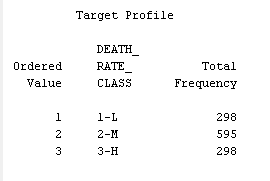 Target Profile
DEATH_
Ordered RATE_ Total
Value CLASS Frequency
1 1-L 298
2 2-M 595
3 3-H 298